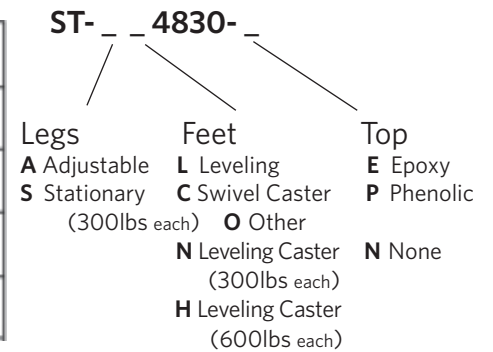 ST- _ _ 4830- _
Legs Feet Top
A Adjustable L Leveling E Epoxy
S Stationary C Swivel Caster P Phenolic
(300lbs each) O Other
N Leveling Caster N None
(300lbs each)
H Leveling Caster
(600lbs each)